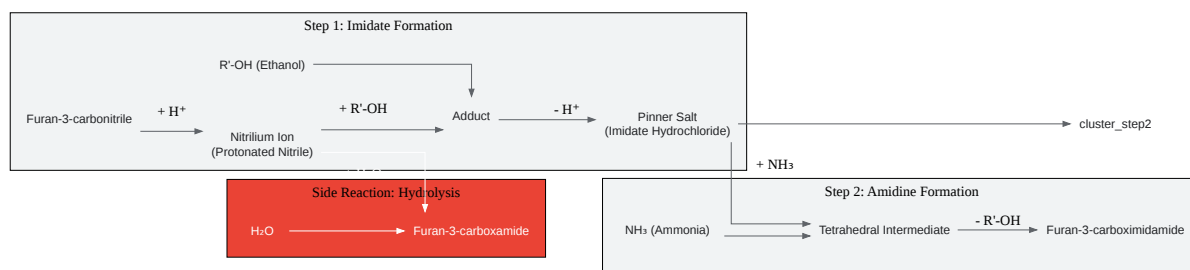 Step 1: Imidate Formation
R'-OH (Ethanol)
Furan-3-carbonitrile
+ H⁺
Nitrilium Ion
(Protonated Nitrile)
+ R'-OH
Adduct
- H⁺
Pinner Salt
(Imidate Hydrochloride)
cluster_step2
+ NH₃
Side Reaction: Hydrolysis
H₂O
Furan-3-carboxamide
Step 2: Amidine Formation
NH₃ (Ammonia)
Tetrahedral Intermediate
- R'-OH
Furan-3-carboximidamide